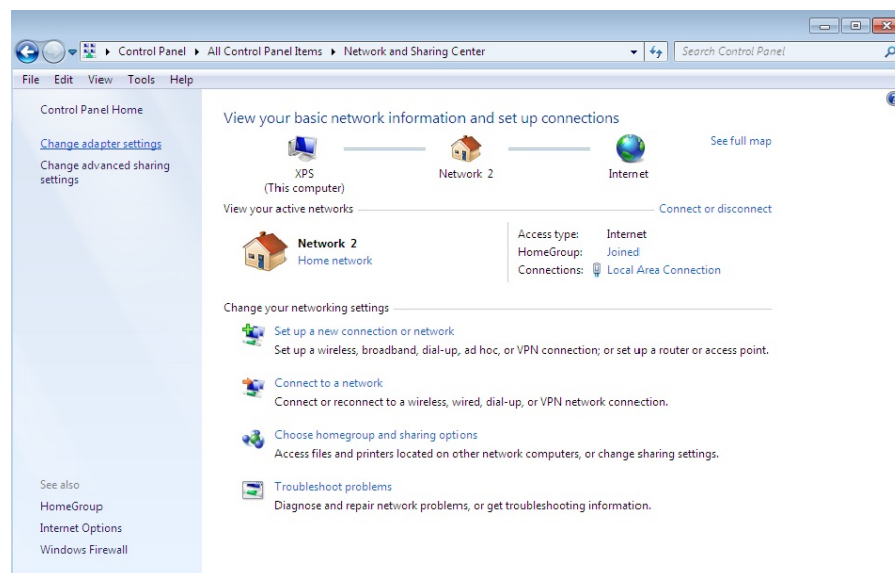 Control Panel ▸ All Control Panel Items ▸ Network and Sharing Center
Search Control Panel
File Edit View Tools Help
Control Panel Home
Change adapter settings
Change advanced sharing
settings
View your basic network information and set up connections
See full map
XPS
(This computer)
Network 2
Internet
View your active networks
Connect or disconnect
Network 2
Home network
Access type: Internet
HomeGroup: Joined
Connections: Local Area Connection
Change your networking settings
Set up a new connection or network
Set up a wireless, broadband, dial-up, ad hoc, or VPN connection; or set up a router or access point.
Connect to a network
Connect or reconnect to a wireless, wired, dial-up, or VPN network connection.
Choose homegroup and sharing options
Access files and printers located on other network computers, or change sharing settings.
Troubleshoot problems
Diagnose and repair network problems, or get troubleshooting information.
See also
HomeGroup
Internet Options
Windows Firewall